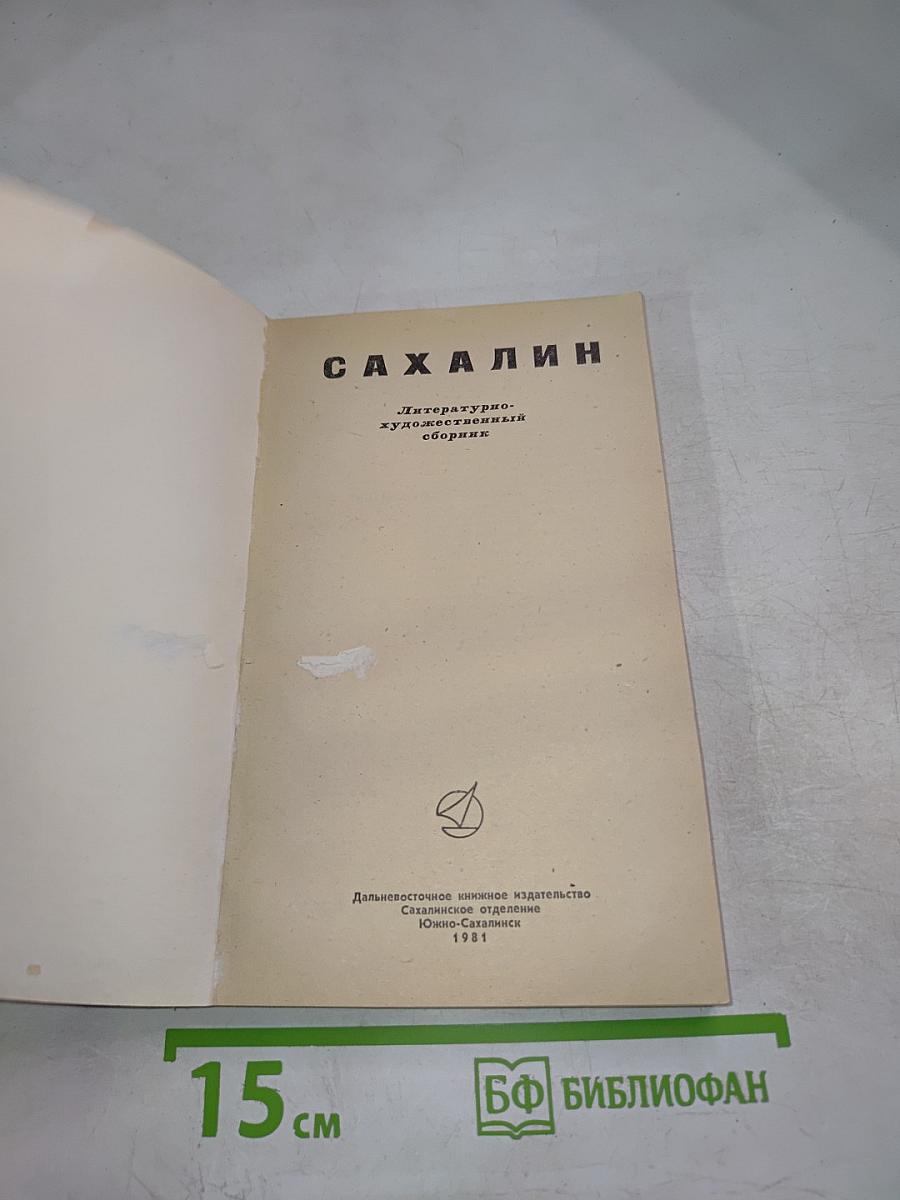 САХАЛИН
Литературно-
художественный
сборник
Дальневосточное книжное издательство
Сахалинское отделение
Южно-Сахалинск
1981
15 см
БФ БИБЛИОФАН